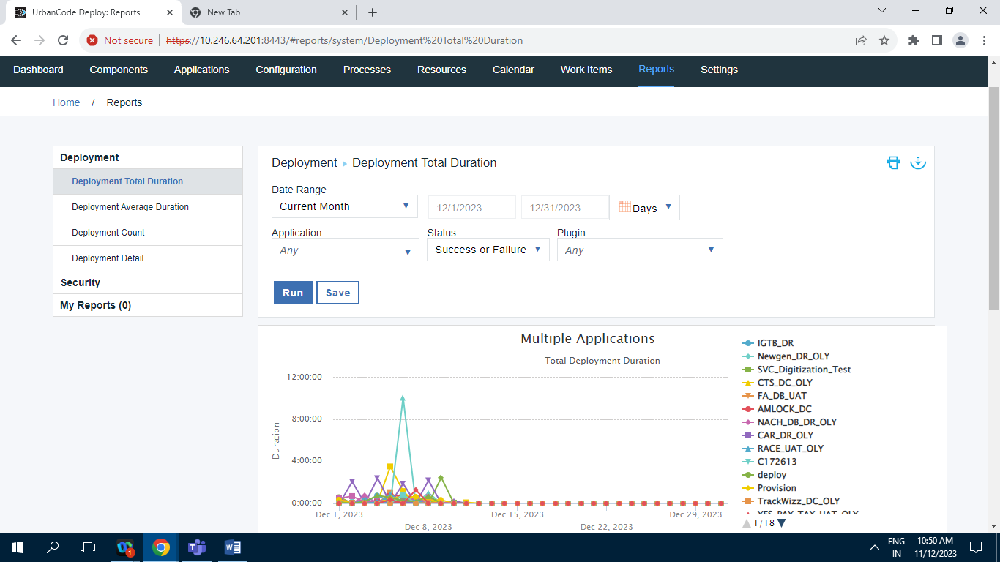 UrbanCode Deploy: Reports
New Tab
Not secure
https://10.246.64.201:8443/#reports/system/Deployment%20Total%20Duration
Dashboard Components Applications Configuration Processes Resources Calendar Work Items Reports Settings
Home / Reports
Deployment
Deployment Total Duration
Deployment Average Duration
Deployment Count
Deployment Detail
Security
My Reports (0)
Deployment Deployment Total Duration
Date Range
Current Month 12/1/2023 12/31/2023 Days
Application Status Plugin
Any Success or Failure Any
Run Save
Multiple Applications
Total Deployment Duration
Duration
12:00:00
8:00:00
4:00:00
0:00:00
Dec 1, 2023
Dec 8, 2023
Dec 15, 2023
Dec 22, 2023
Dec 29, 2023
IGTB_DR
Newgen_DR_OLY
SVC_Digitization_Test
CTS_DC_OLY
FA_DB_UAT
AMLOCK_DC
NACH_DB_DR_OLY
CAR_DR_OLY
RACE_UAT_OLY
C172613
deploy
Provision
TrackWizz_DC_OLY
YES_PAY_TAX_UAT_OLY
1/18
1
ENG
IN
10:50 AM
11/12/2023